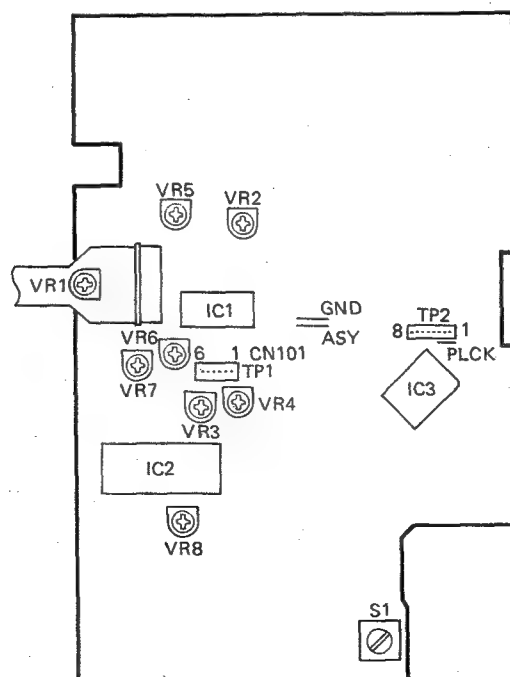 VR5
VR2
VR1
IC1
GND
ASY
TP2
8 1
PLCK
VR6
6 1 CN101
TP1
VR7
IC3
VR3
VR4
IC2
VR8
S1